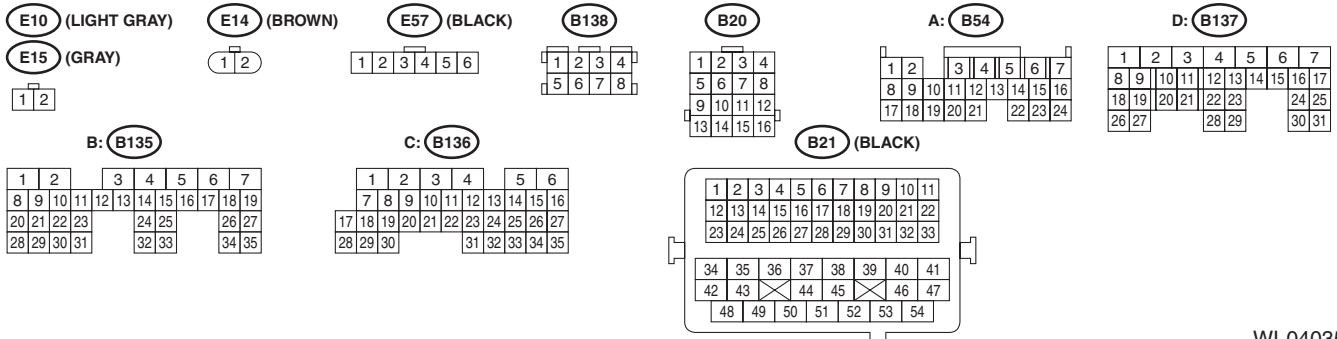 E10 (LIGHT GRAY) E14 (BROWN) E57 (BLACK) B138 B20 A: B54 D: B137
E15 (GRAY)
1 2
1 2
1 2 3 4 5 6
1 2 3 4
5 6 7 8
1 2 3 4
5 6 7 8
9 10 11 12
13 14 15 16
1 2 3 4 5 6 7
8 9 10 11 12 13 14 15 16
17 18 19 20 21 22 23 24
1 2 3 4 5 6 7
8 9 10 11 12 13 14 15 16 17
18 19 20 21 22 23 24 25
26 27 28 29 30 31
B: B135 C: B136 B21 (BLACK)
1 2 3 4 5 6 7
8 9 10 11 12 13 14 15 16 17 18 19
20 21 22 23 24 25 26 27
28 29 30 31 32 33 34 35
1 2 3 4 5 6
7 8 9 10 11 12 13 14 15 16
17 18 19 20 21 22 23 24 25 26 27
28 29 30 31 32 33 34 35
1 2 3 4 5 6 7 8 9 10 11
12 13 14 15 16 17 18 19 20 21 22
23 24 25 26 27 28 29 30 31 32 33
34 35 36 37 38 39 40 41
42 43 44 45 46 47
48 49 50 51 52 53 54